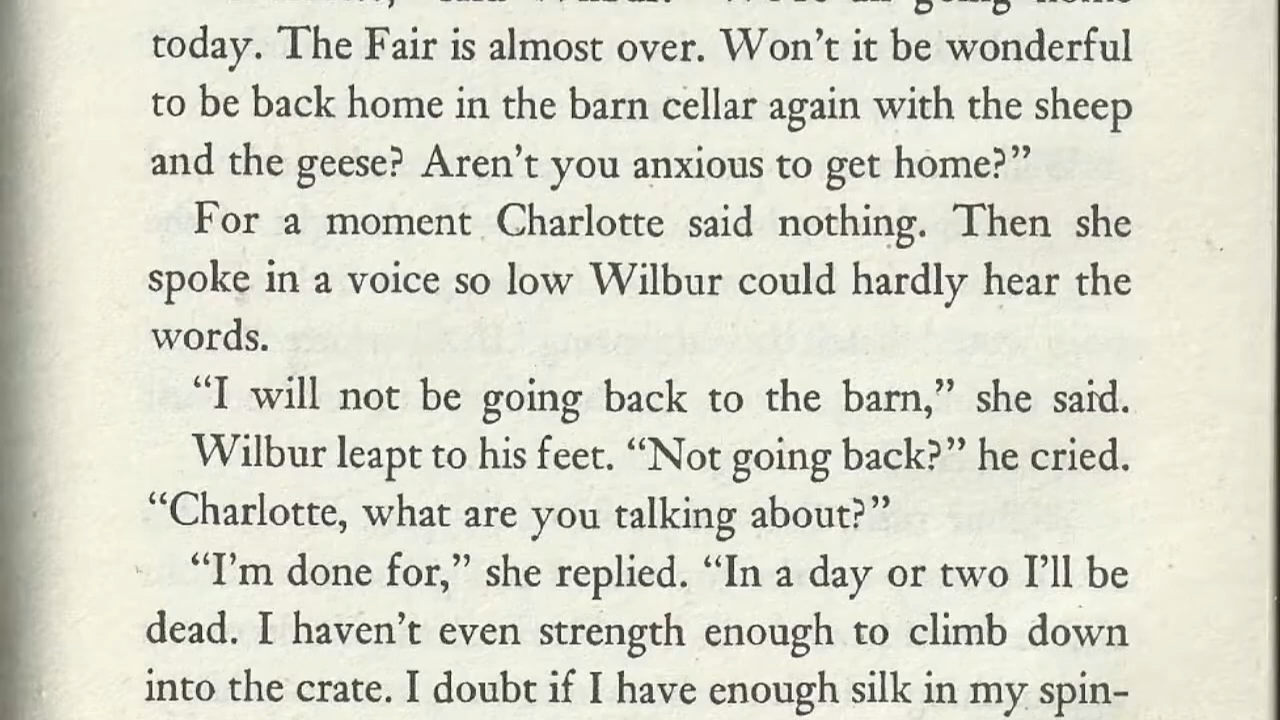 today. The Fair is almost over. Won't it be wonderful
to be back home in the barn cellar again with the sheep
and the geese? Aren't you anxious to get home?”
For a moment Charlotte said nothing. Then she
spoke in a voice so low Wilbur could hardly hear the
words.
“I will not be going back to the barn,” she said.
Wilbur leapt to his feet. “Not going back?” he cried.
“Charlotte, what are you talking about?”
“I'm done for,” she replied. “In a day or two I'll be
dead. I haven't even strength enough to climb down
into the crate. I doubt if I have enough silk in my spin-